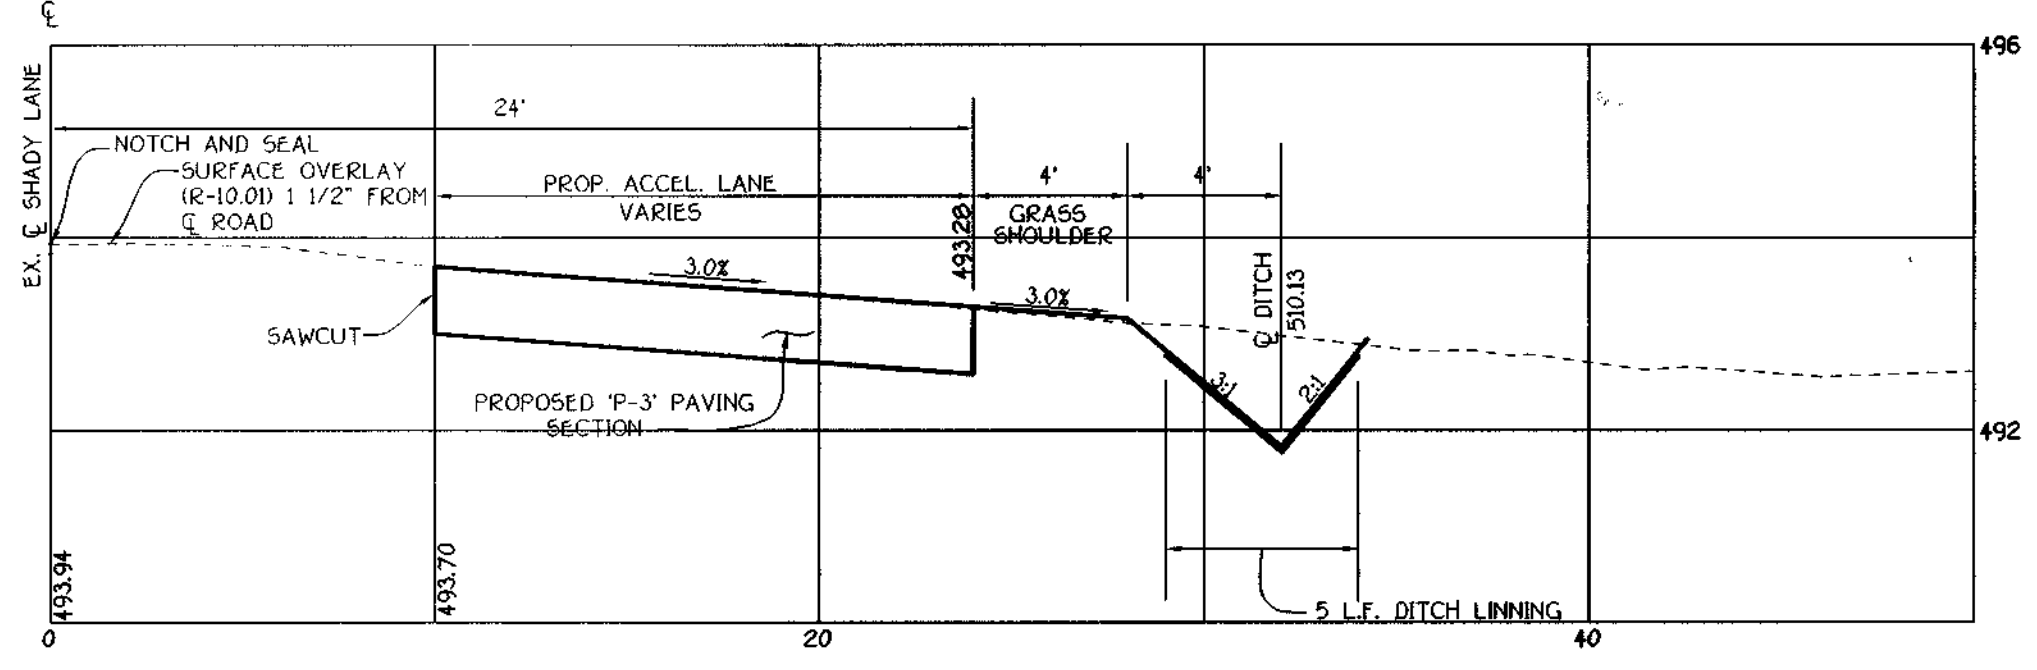 ℄
496
EX. ℄ SHADY LANE
24'
NOTCH AND SEAL
SURFACE OVERLAY
(R-10.01) 1 1/2" FROM
℄ ROAD
PROP. ACCEL. LANE
VARIES
4'
4'
GRASS
SHOULDER
493.28
3.0%
3.0%
℄ DITCH
510.13
SAWCUT
3:1
2:1
PROPOSED 'P-3' PAVING
SECTION
492
493.94
493.70
5 L.F. DITCH LINNING
0
20
40